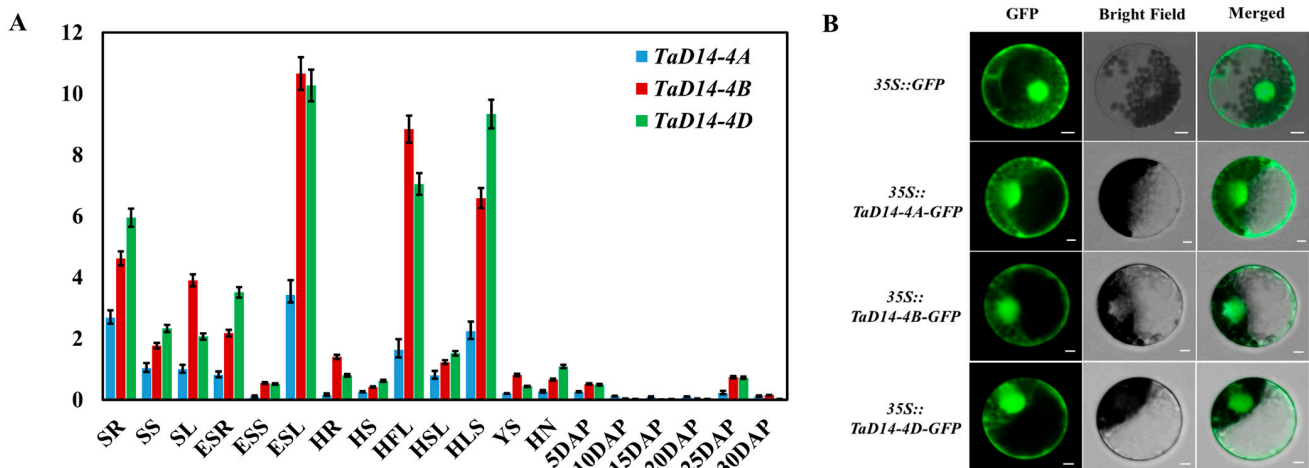 A
12
10
8
6
4
2
0
TaD14-4A
TaD14-4B
TaD14-4D
SR SS SL ESR ESS ESL HR HS HFL HSL HLS YS HN 5DAP 10DAP 15DAP 20DAP 25DAP 30DAP
B
GFP Bright Field Merged
35S::GFP
35S::
TaD14-4A-GFP
35S::
TaD14-4B-GFP
35S::
TaD14-4D-GFP